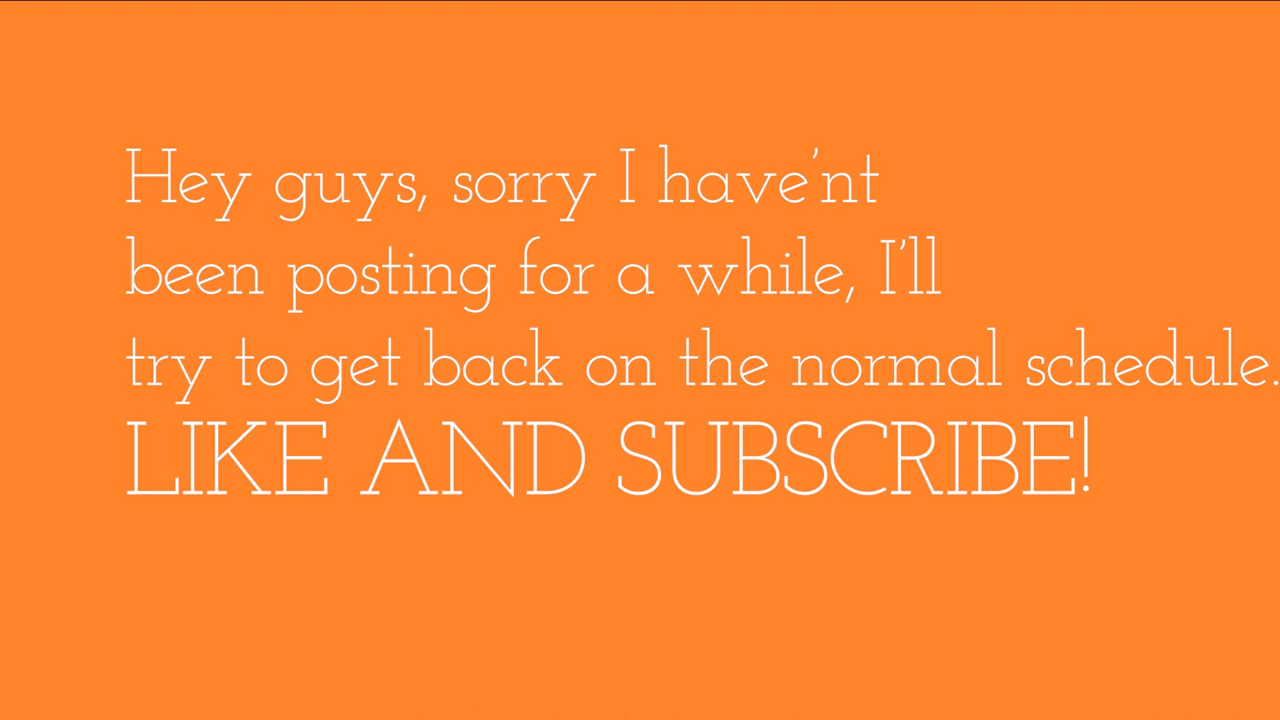 Hey guys, sorry I have’nt
been posting for a while, I’ll
try to get back on the normal schedule.
LIKE AND SUBSCRIBE!